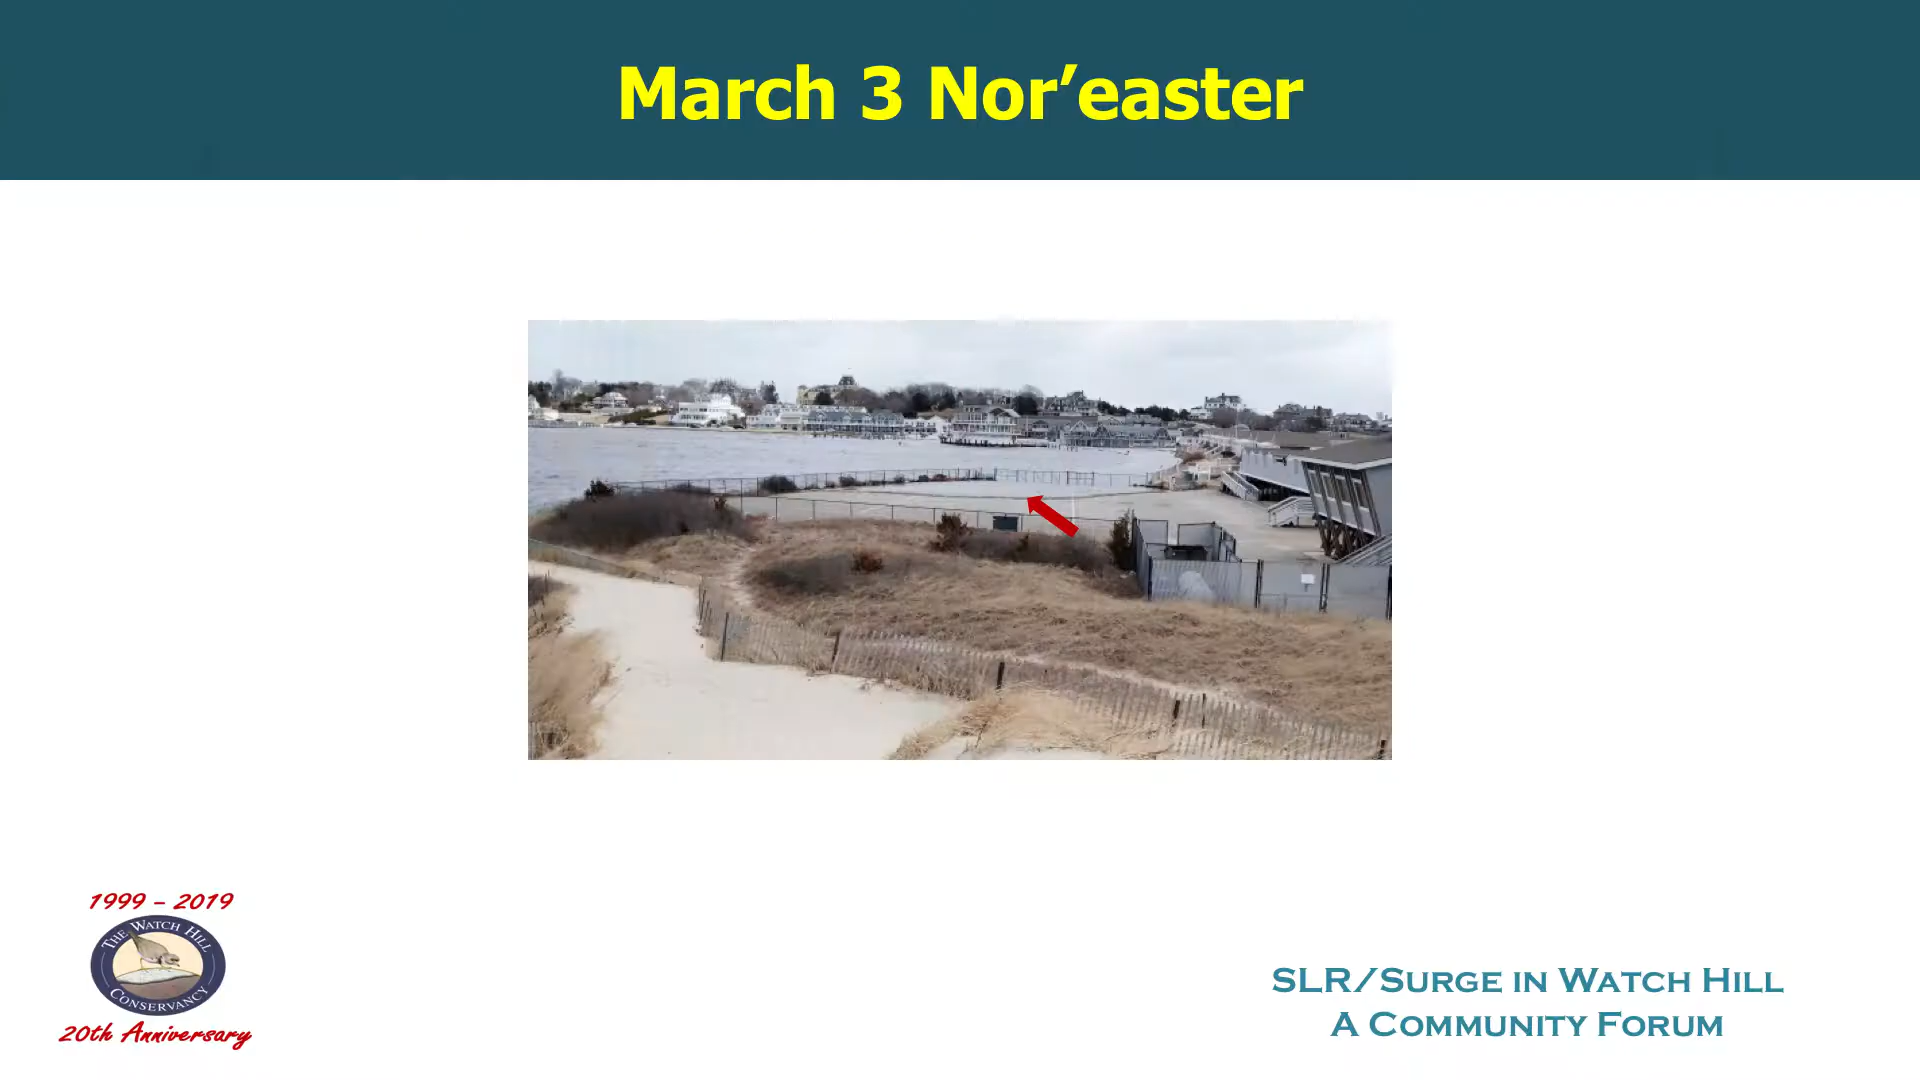 March 3 Nor’easter
1999 – 2019
THE WATCH HILL
CONSERVANCY
20th Anniversary
SLR/SURGE IN WATCH HILL
A COMMUNITY FORUM